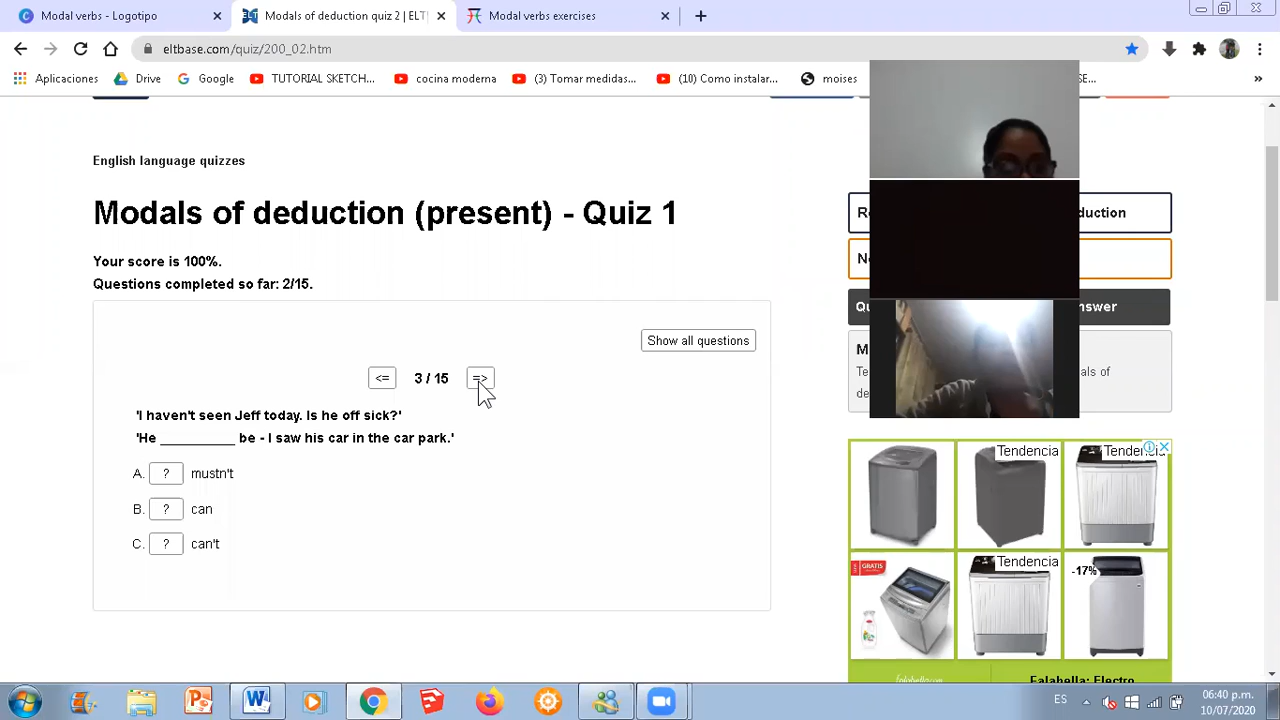 Modal verbs - Logotipo
Modals of deduction quiz 2 | ELT
Modal verbs exercises
eltbase.com/quiz/200_02.htm
Aplicaciones
Drive
Google
TUTORIAL SKETCH...
cocina moderna
(3) Tomar medidas...
(10) Como instalar...
moises
English language quizzes
Modals of deduction (present) - Quiz 1
Your score is 100%.
Questions completed so far: 2/15.
Show all questions
<= 3 / 15 =>
'I haven't seen Jeff today. Is he off sick?'
'He __________ be - I saw his car in the car park.'
A. ? mustn't
B. ? can
C. ? can't
duction
als of
Tendencia
Tendencia
GRATIS
Tendencia
-17%
falabella.com
Falabella: Electro
ES
06:40 p.m.
10/07/2020